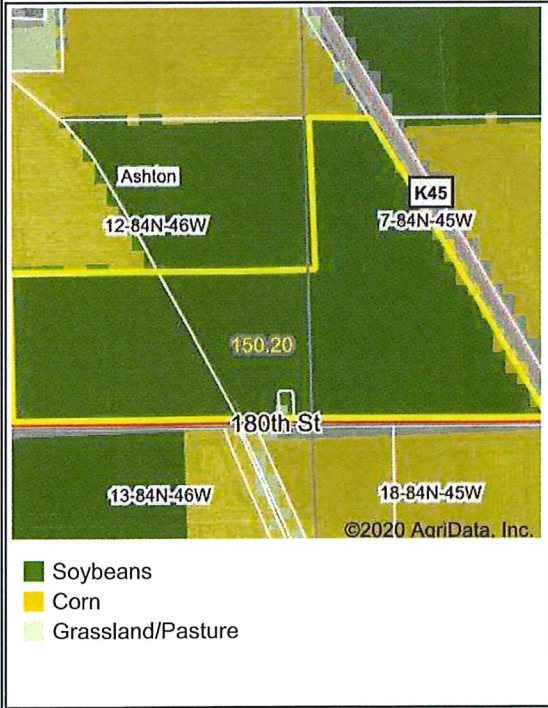 Ashton
K45
12-84N-46W
7-84N-45W
150.20
180th St
13-84N-46W
18-84N-45W
©2020 AgriData, Inc.
Soybeans
Corn
Grassland/Pasture